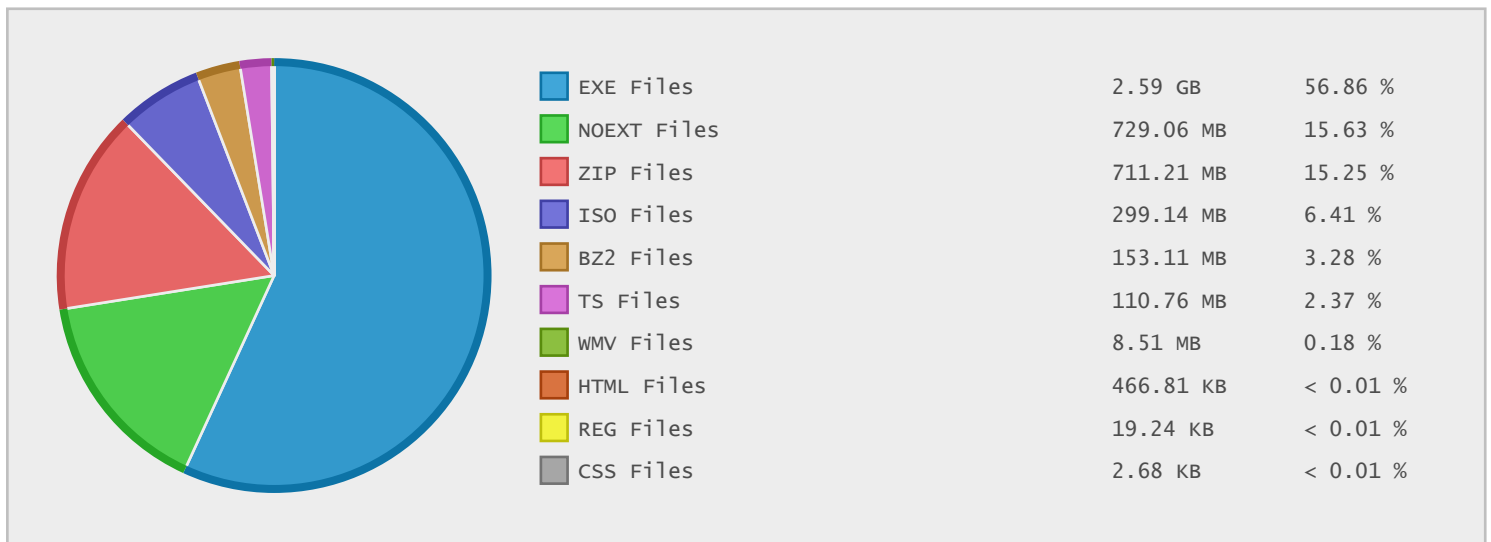 EXE Files 2.59 GB 56.86 %
NOEXT Files 729.06 MB 15.63 %
ZIP Files 711.21 MB 15.25 %
ISO Files 299.14 MB 6.41 %
BZ2 Files 153.11 MB 3.28 %
TS Files 110.76 MB 2.37 %
WMV Files 8.51 MB 0.18 %
HTML Files 466.81 KB < 0.01 %
REG Files 19.24 KB < 0.01 %
CSS Files 2.68 KB < 0.01 %